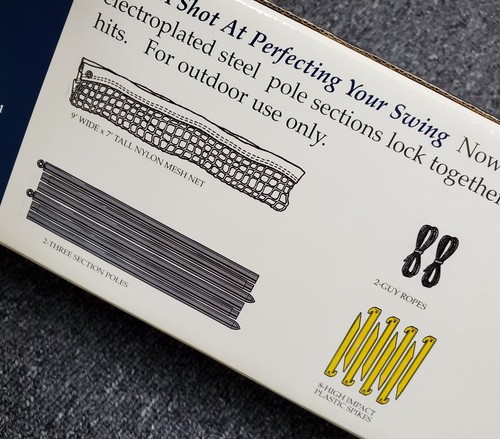 Shot At Perfecting Your Swing Now
electroplated steel pole sections lock together
hits. For outdoor use only.
9' WIDE x 7' TALL NYLON MESH NET
2-THREE SECTION POLES
2-GUY ROPES
8-HIGH IMPACT
PLASTIC SPIKES